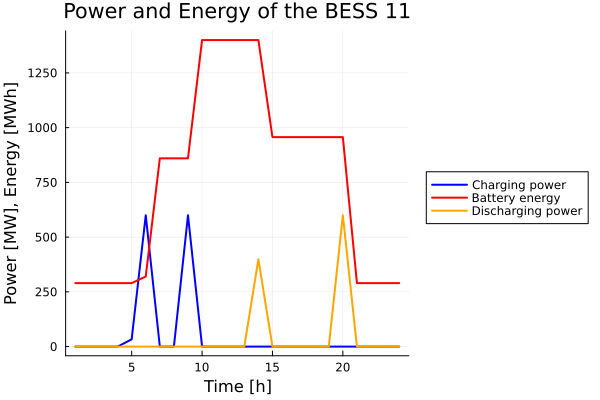 Power and Energy of the BESS 11
Power [MW], Energy [MWh]
1250
1000
750
500
250
0
5
10
15
20
Time [h]
Charging power
Battery energy
Discharging power